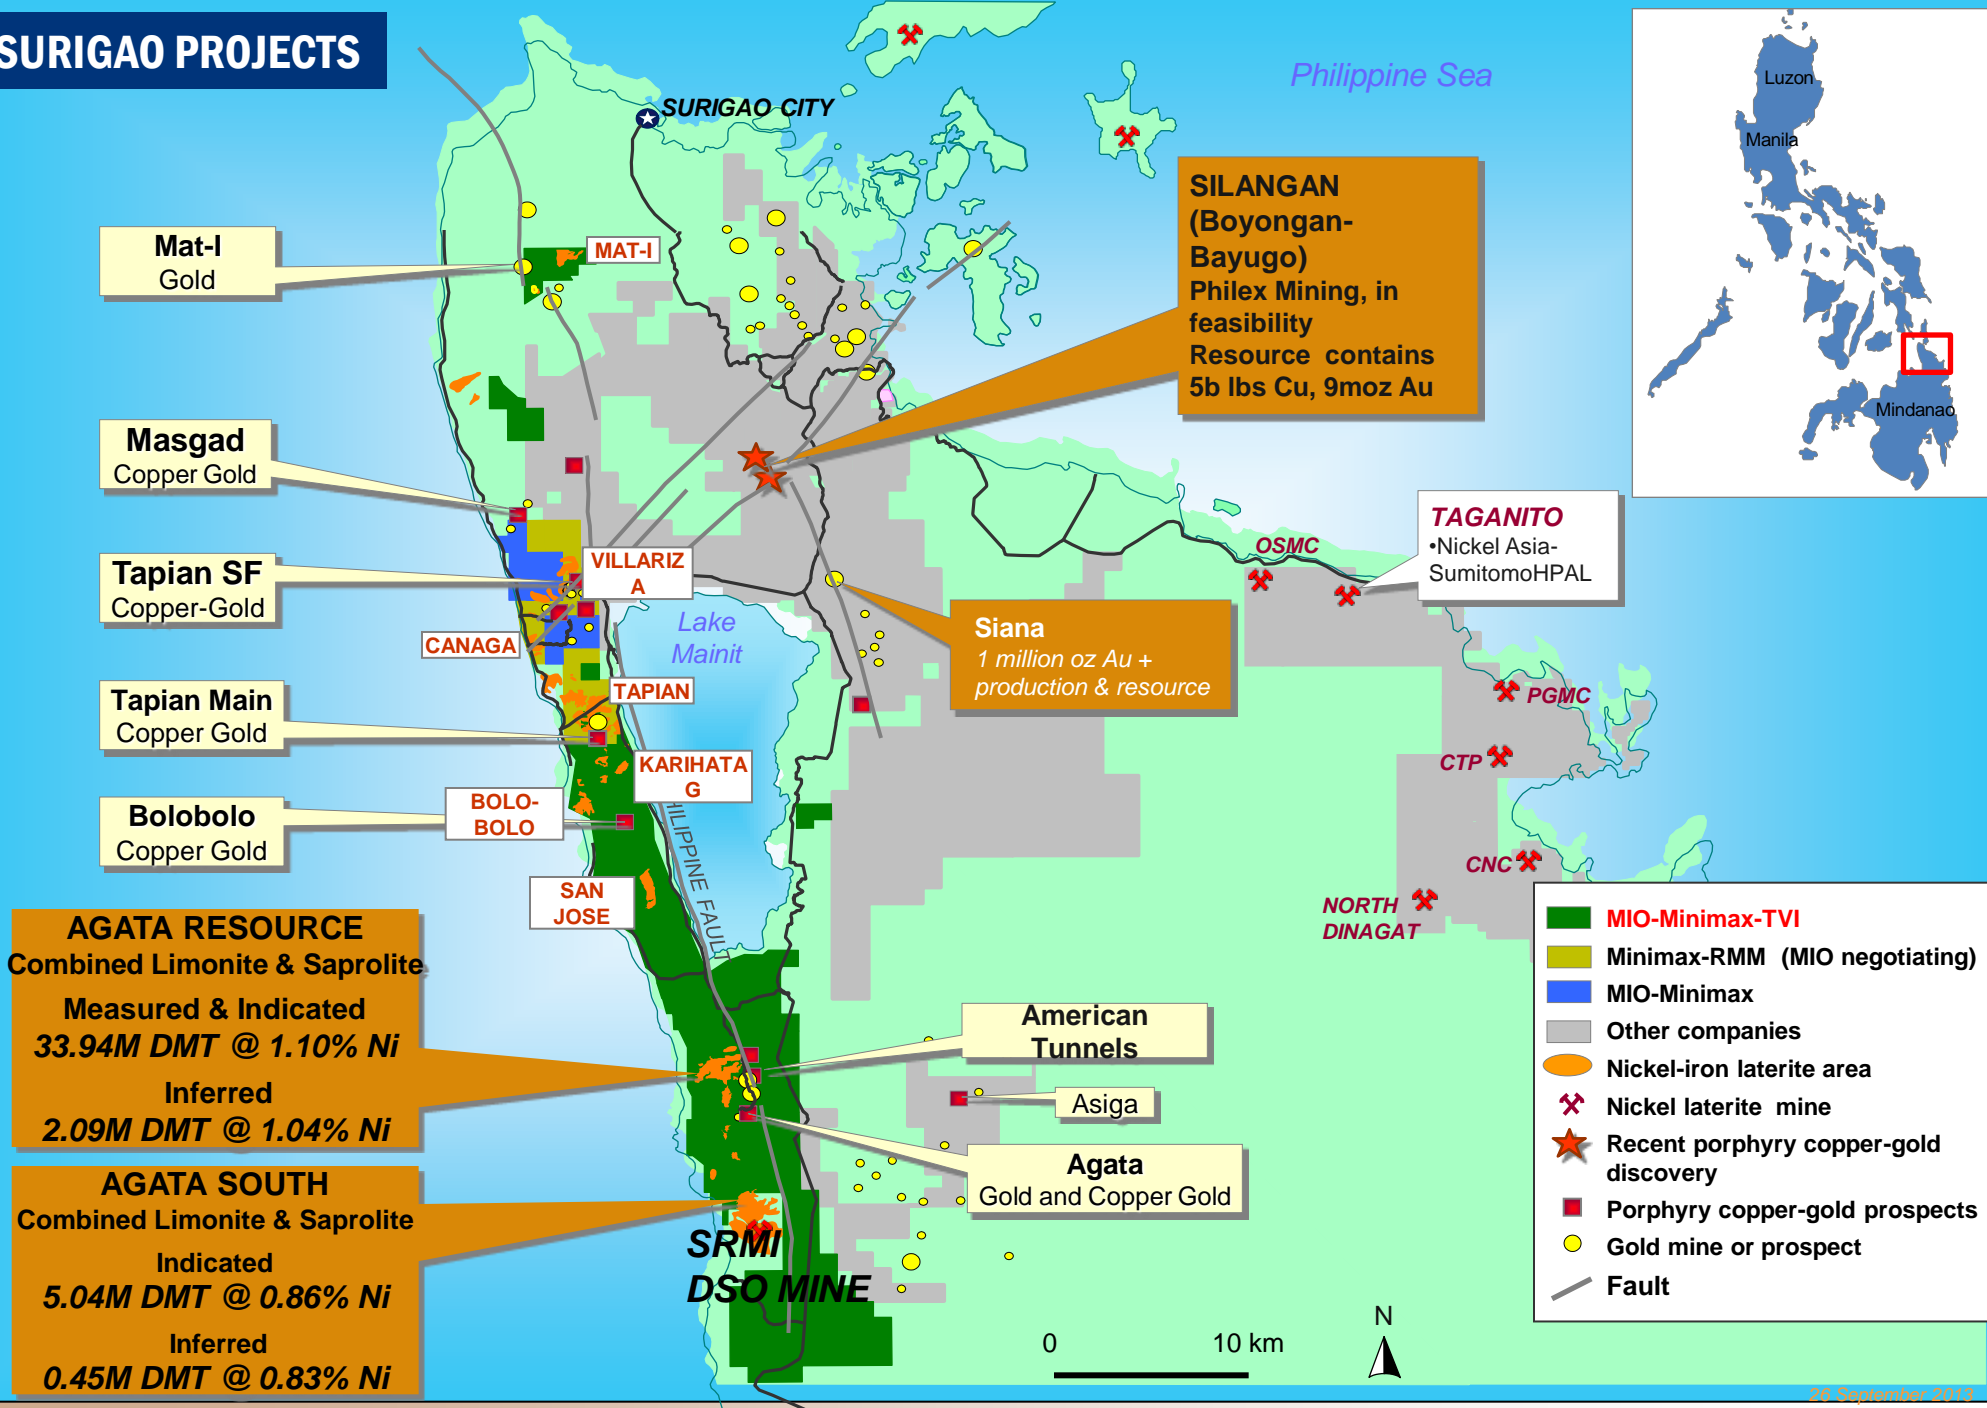 SURIGAO PROJECTS
Philippine Sea
SURIGAO CITY
Luzon
Manila
Mindanao
SILANGAN
(Boyongan-
Bayugo)
Philex Mining, in
feasibility
Resource contains
5b lbs Cu, 9moz Au
Mat-I
Gold
MAT-I
Masgad
Copper Gold
TAGANITO
•Nickel Asia-
SumitomoHPAL
OSMC
Tapian SF
Copper-Gold
VILLARIZ
A
Lake
Mainit
CANAGA
Siana
1 million oz Au +
production & resource
Tapian Main
Copper Gold
TAPIAN
PGMC
KARIHATA
G
CTP
Bolobolo
Copper Gold
BOLO-
BOLO
HILIPPINE FAULT
CNC
SAN
JOSE
NORTH
DINAGAT
AGATA RESOURCE
Combined Limonite & Saprolite
Measured & Indicated
33.94M DMT @ 1.10% Ni
Inferred
2.09M DMT @ 1.04% Ni
American
Tunnels
Asiga
Agata
Gold and Copper Gold
AGATA SOUTH
Combined Limonite & Saprolite
Indicated
5.04M DMT @ 0.86% Ni
Inferred
0.45M DMT @ 0.83% Ni
SRMI
DSO MINE
MIO-Minimax-TVI
Minimax-RMM (MIO negotiating)
MIO-Minimax
Other companies
Nickel-iron laterite area
Nickel laterite mine
Recent porphyry copper-gold
discovery
Porphyry copper-gold prospects
Gold mine or prospect
Fault
0 10 km
N
26 September 2013